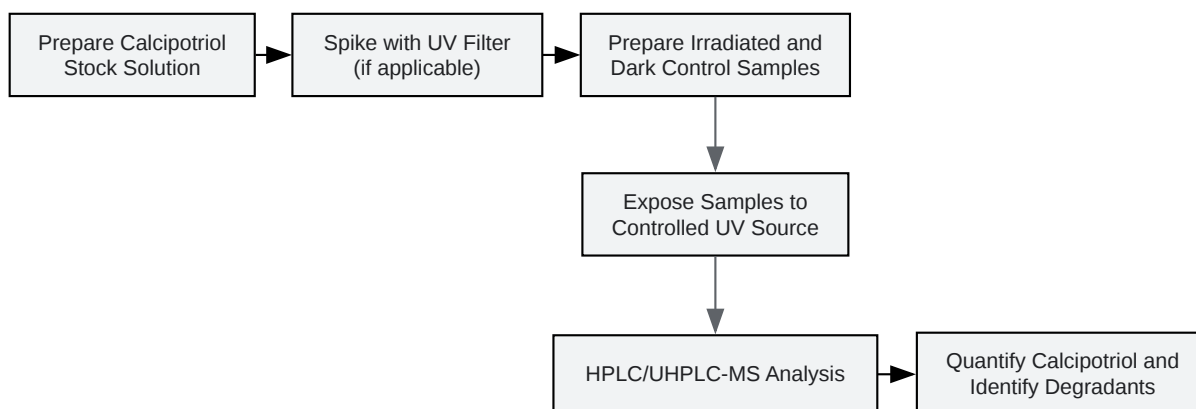 Prepare Calcipotriol
Stock Solution
Spike with UV Filter
(if applicable)
Prepare Irradiated and
Dark Control Samples
Expose Samples to
Controlled UV Source
HPLC/UHPLC-MS Analysis
Quantify Calcipotriol and
Identify Degradants